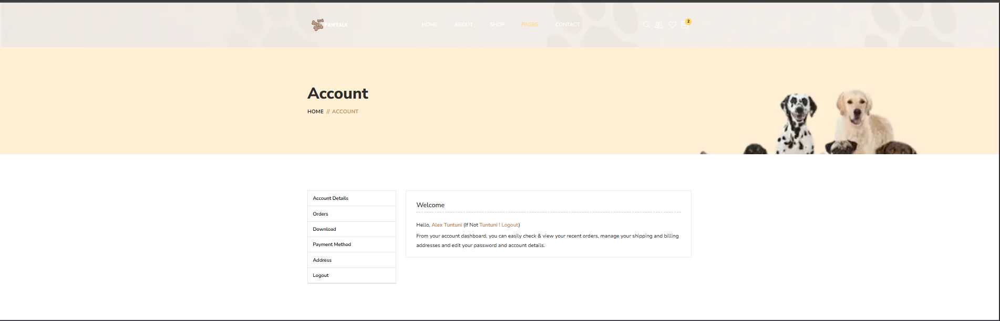 PAWTALK
HOME ABOUT SHOP PAGES CONTACT
2
Account
HOME // ACCOUNT
Account Details
Orders
Download
Payment Method
Address
Logout
Welcome
Hello, Alex Tuntuni (If Not Tuntuni ! Logout)
From your account dashboard. you can easily check & view your recent orders, manage your shipping and billing
addresses and edit your password and account details.